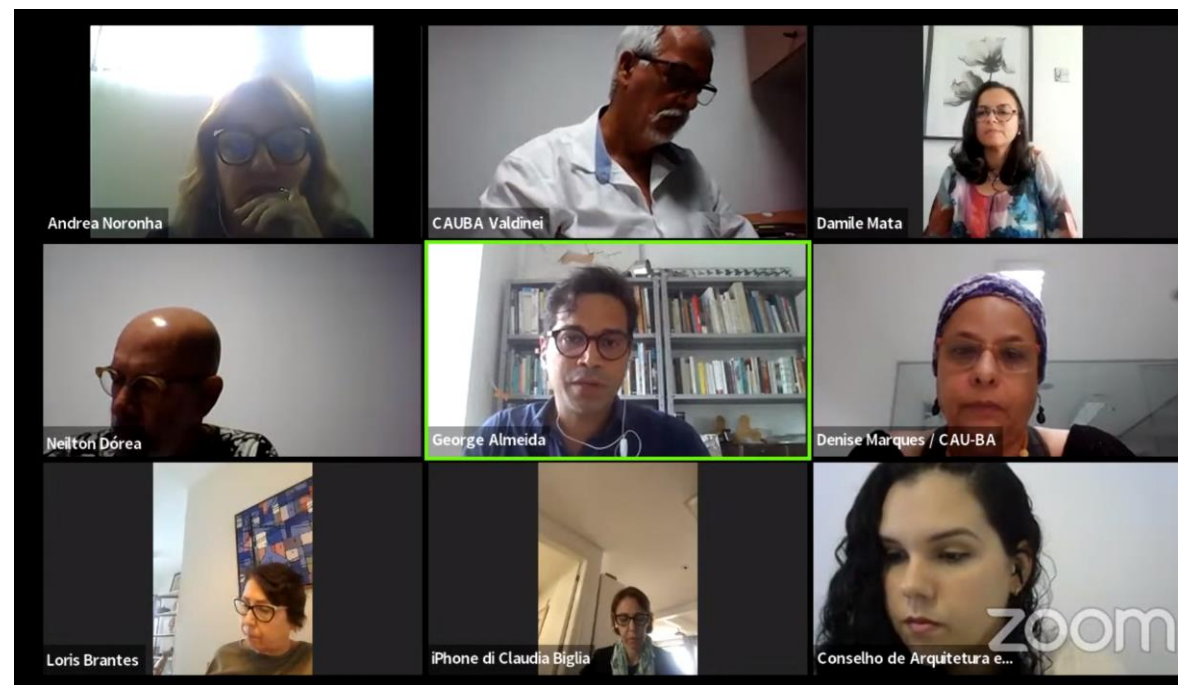 Andrea Noronha
CAUBA Valdinei
Damile Mata
Neilton Dórea
George Almeida
Denise Marques / CAU-BA
Loris Brantes
iPhone di Claudia Biglia
Conselho de Arquitetura e...
zoom